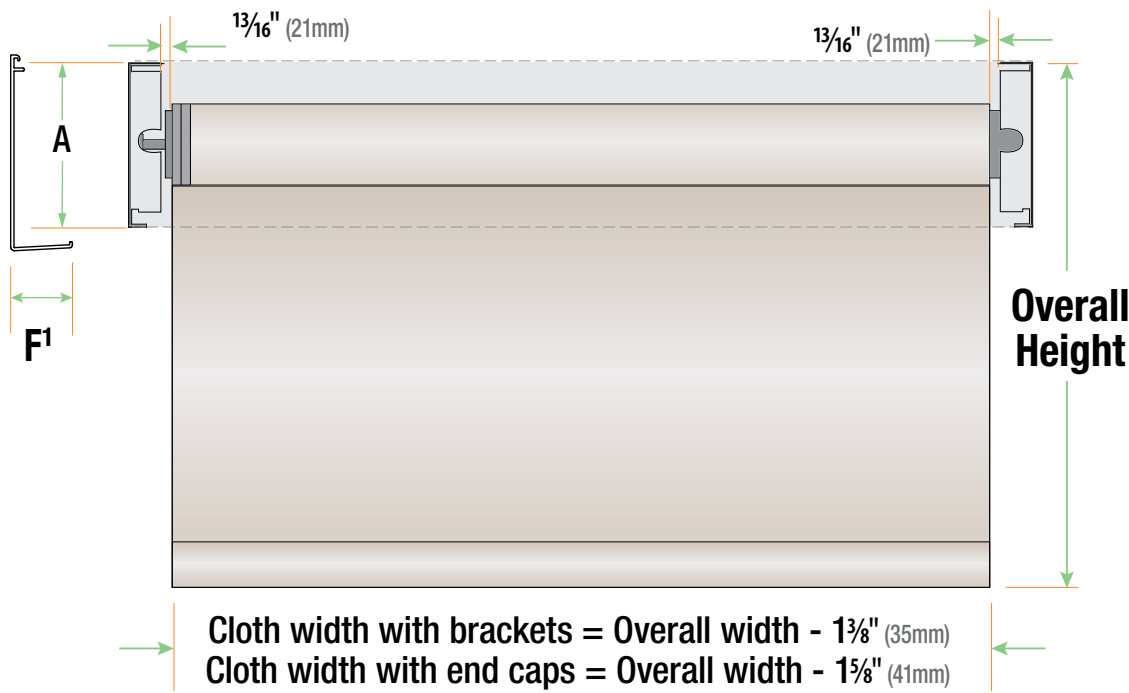 13⁄16" (21mm)
13⁄16" (21mm)
A
F¹
Overall
Height
Cloth width with brackets = Overall width - 1⅜" (35mm)
Cloth width with end caps = Overall width - 1⅝" (41mm)